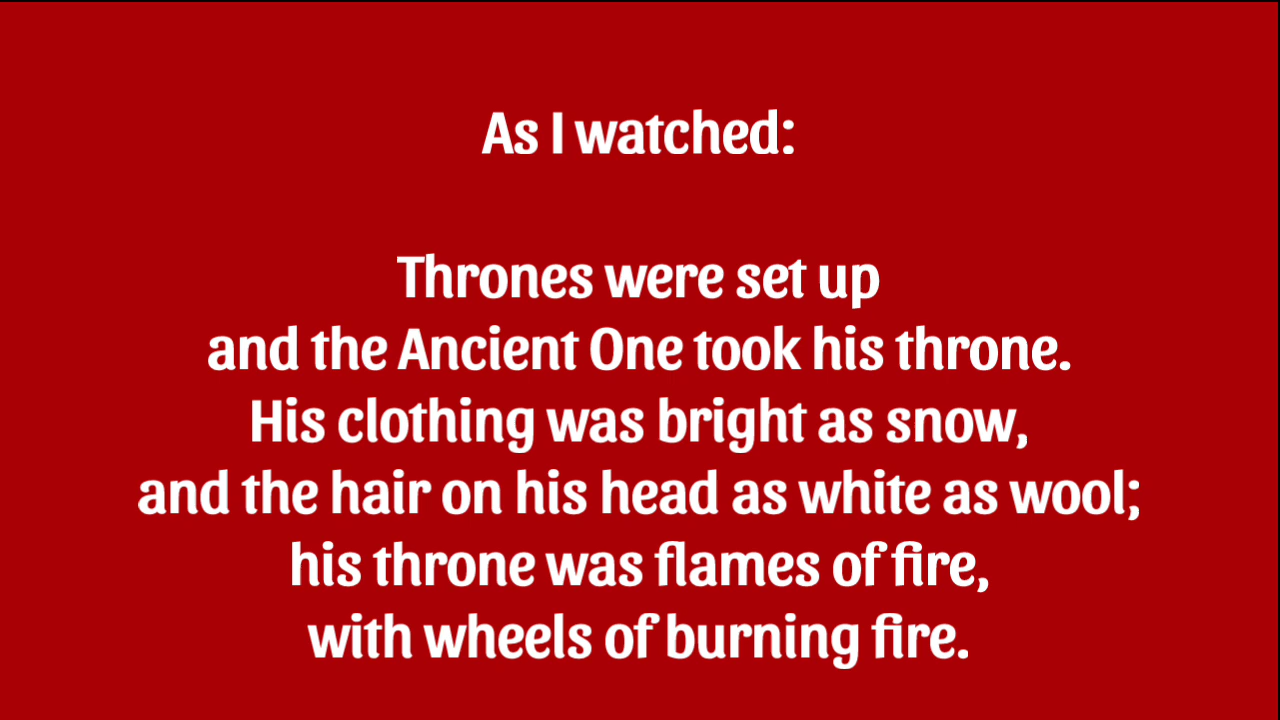 As I watched:
Thrones were set up
and the Ancient One took his throne.
His clothing was bright as snow,
and the hair on his head as white as wool;
his throne was flames of fire,
with wheels of burning fire.